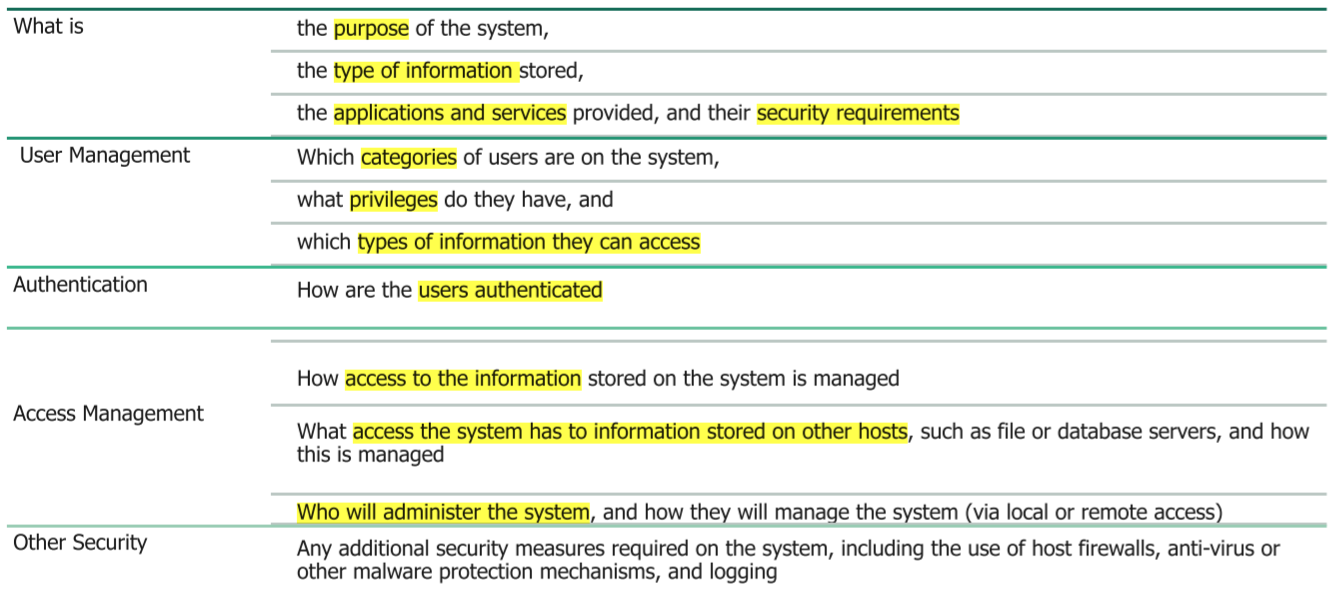 What is
the purpose of the system,
the type of information stored,
the applications and services provided, and their security requirements
User Management
Which categories of users are on the system,
what privileges do they have, and
which types of information they can access
Authentication
How are the users authenticated
Access Management
How access to the information stored on the system is managed
What access the system has to information stored on other hosts, such as file or database servers, and how
this is managed
Who will administer the system, and how they will manage the system (via local or remote access)
Other Security
Any additional security measures required on the system, including the use of host firewalls, anti-virus or
other malware protection mechanisms, and logging